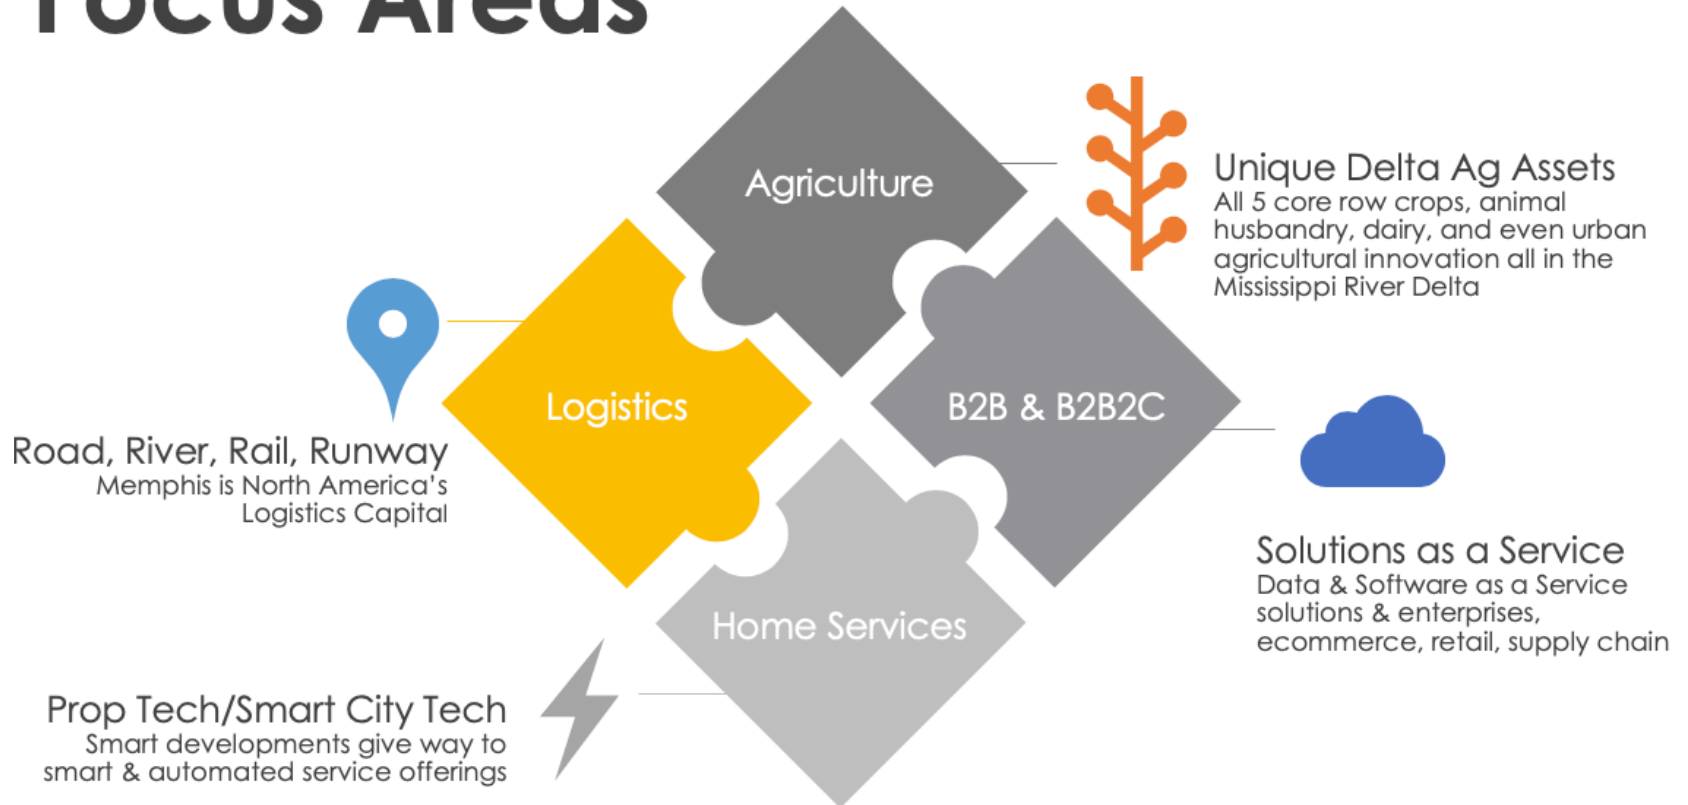 Focus Areas
Agriculture
Unique Delta Ag Assets
All 5 core row crops, animal
husbandry, dairy, and even urban
agricultural innovation all in the
Mississippi River Delta
Logistics
Road, River, Rail, Runway
Memphis is North America's
Logistics Capital
B2B & B2B2C
Solutions as a Service
Data & Software as a Service
solutions & enterprises,
ecommerce, retail, supply chain
Home Services
Prop Tech/Smart City Tech
Smart developments give way to
smart & automated service offerings